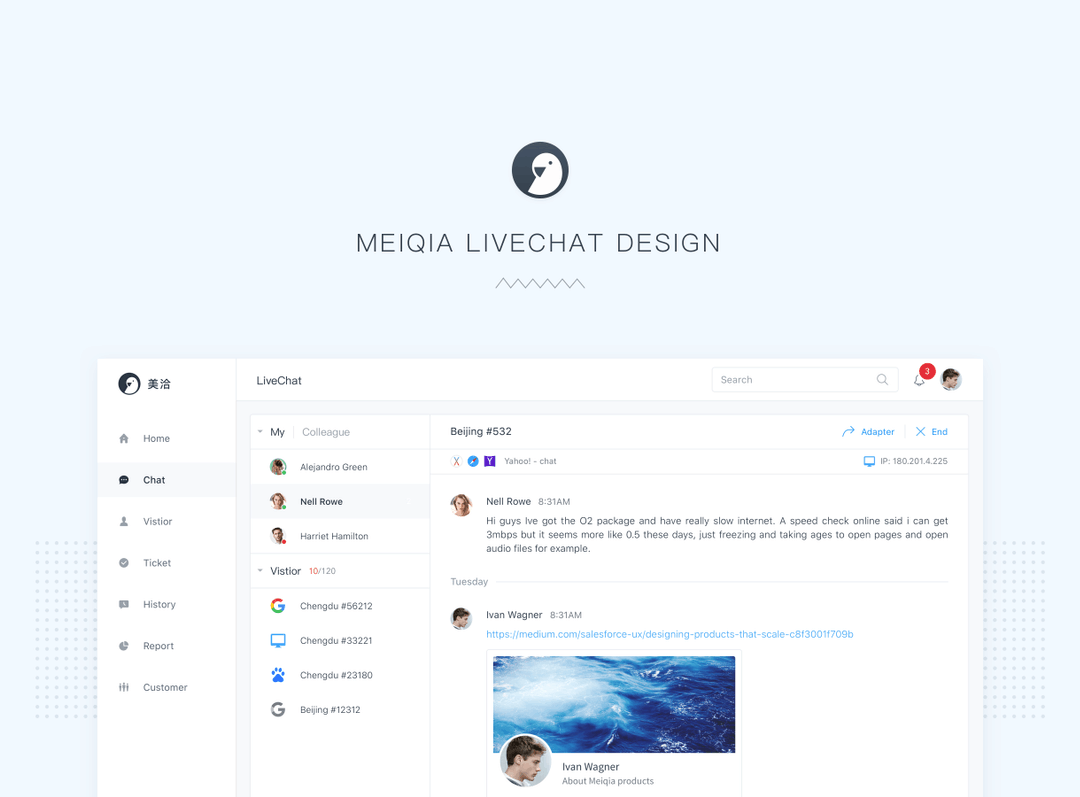 MEIQIA LIVECHAT DESIGN
美洽
LiveChat
Search
3
Home
Chat
Vistior
Ticket
History
Report
Customer
My
Colleague
Alejandro Green
Nell Rowe
Harriet Hamilton
Vistior 10/120
Chengdu #56212
Chengdu #33221
Chengdu #23180
Beijing #12312
Beijing #532
Adapter
End
Yahoo! - chat
IP: 180.201.4.225
Nell Rowe 8:31AM
Hi guys Ive got the O2 package and have really slow internet. A speed check online said i can get
3mbps but it seems more like 0.5 these days, just freezing and taking ages to open pages and open
audio files for example.
Tuesday
Ivan Wagner 8:31AM
https://medium.com/salesforce-ux/designing-products-that-scale-c8f3001f709b
Ivan Wagner
About Meiqia products